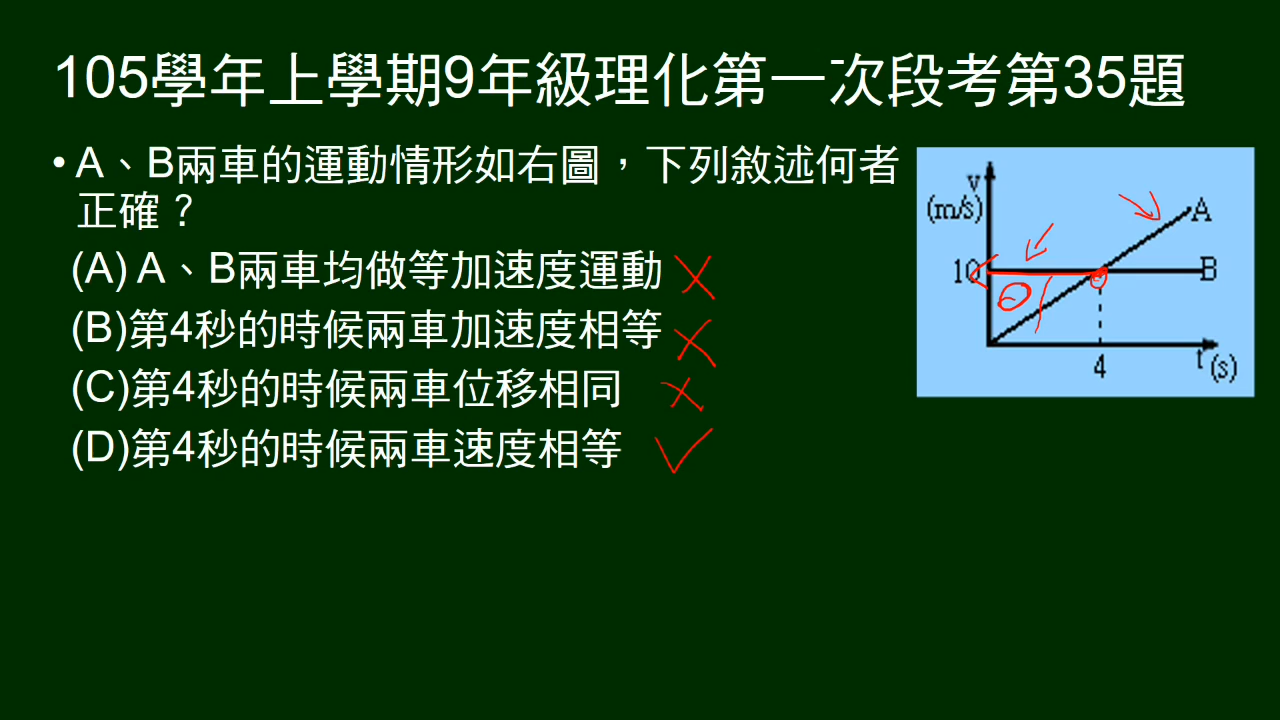 105學年上學期9年級理化第一次段考第35題
• A、B兩車的運動情形如右圖，下列敘述何者
正確？
(A) A、B兩車均做等加速度運動
(B)第4秒的時候兩車加速度相等
(C)第4秒的時候兩車位移相同
(D)第4秒的時候兩車速度相等
v
(m/s)
A
10
B
4
t (s)